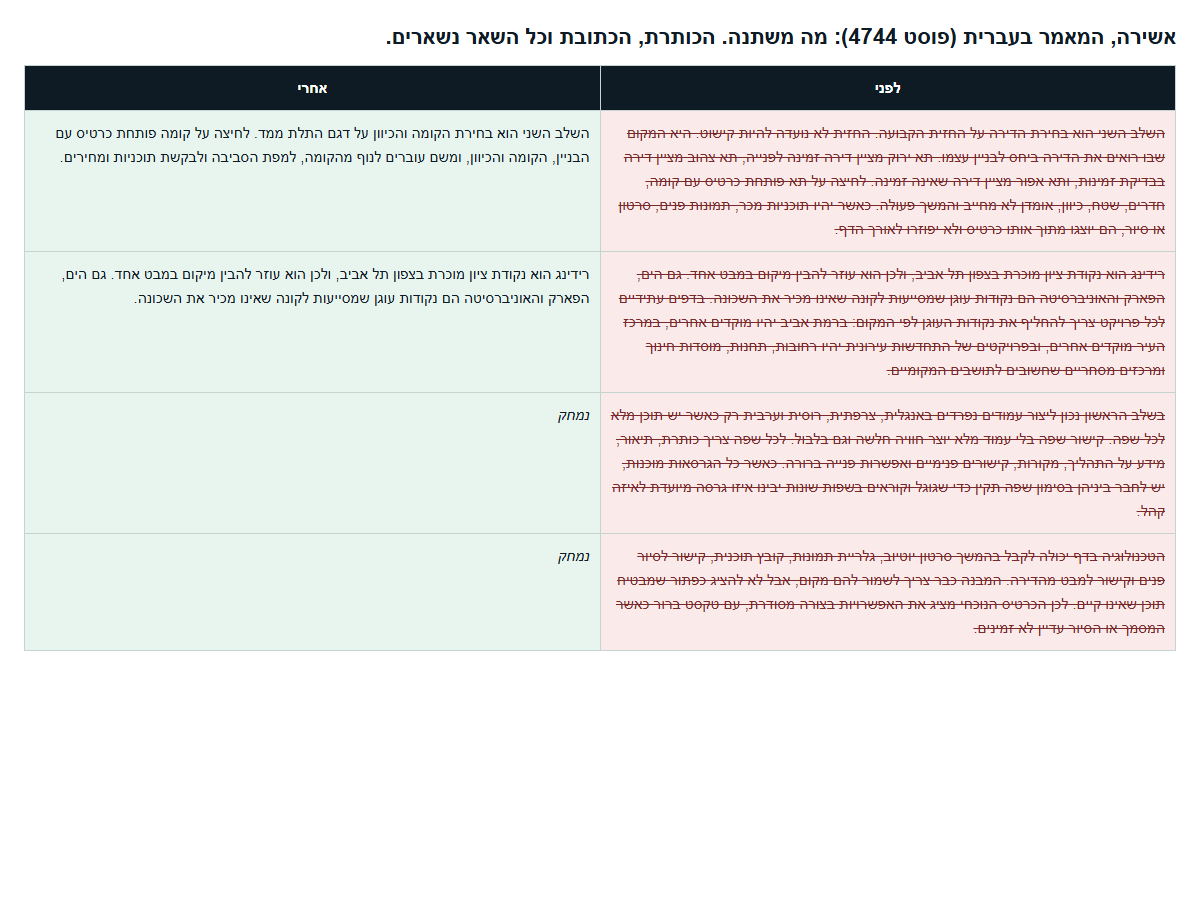 אשירה, המאמר בעברית (פוסט 4744): מה משתנה. הכותרת, הכתובת וכל השאר נשארים.
לפני
אחרי
השלב השני הוא בחירת הדירה על החזית הקבועה. החזית לא נועדה להיות קישוט. היא המקום
שבו רואים את הדירה ביחס לבניין עצמו. תא ירוק מציין דירה זמינה לפנייה, תא צהוב מציין דירה
בבדיקת זמינות, ותא אפור מציין דירה שאינה זמינה. לחיצה על תא פותחת כרטיס עם קומה,
חדרים, שטח, כיוון, אומדן לא מחייב והמשך פעולה. כאשר יהיו תוכניות מכר, תמונות פנים, סרטון
או סיור, הם יוצגו מתוך אותו כרטיס ולא יפוזרו לאורך הדף.
השלב השני הוא בחירת הקומה והכיוון על דגם התלת ממד. לחיצה על קומה פותחת כרטיס עם
הבניין, הקומה והכיוון, ומשם עוברים לנוף מהקומה, למפת הסביבה ולבקשת תוכניות ומחירים.
רידינג הוא נקודת ציון מוכרת בצפון תל אביב, ולכן הוא עוזר להבין מיקום במבט אחד. גם הים,
הפארק והאוניברסיטה הם נקודות עוגן שמסייעות לקונה שאינו מכיר את השכונה. בדפים עתידיים
לכל פרויקט צריך להחליף את נקודות העוגן לפי המקום: ברמת אביב יהיו מוקדים אחרים, במרכז
העיר מוקדים אחרים, ובפרויקטים של התחדשות עירונית יהיו רחובות, תחנות, מוסדות חינוך
ומרכזים מסחריים שחשובים לתושבים המקומיים.
רידינג הוא נקודת ציון מוכרת בצפון תל אביב, ולכן הוא עוזר להבין מיקום במבט אחד. גם הים,
הפארק והאוניברסיטה הם נקודות עוגן שמסייעות לקונה שאינו מכיר את השכונה.
בשלב הראשון נכון ליצור עמודים נפרדים באנגלית, צרפתית, רוסית וערבית רק כאשר יש תוכן מלא
לכל שפה. קישור שפה בלי עמוד מלא יוצר חוויה חלשה וגם בלבול. לכל שפה צריך כותרת, תיאור,
מידע על התהליך, מקורות, קישורים פנימיים ואפשרות פנייה ברורה. כאשר כל הגרסאות מוכנות,
יש לחבר ביניהן בסימון שפה תקין כדי שגוגל וקוראים בשפות שונות יבינו איזו גרסה מיועדת לאיזה
קהל.
נמחק
הטכנולוגיה בדף יכולה לקבל בהמשך סרטון יוטיוב, גלריית תמונות, קובץ תוכנית, קישור לסיור
פנים וקישור למבט מהדירה. המבנה כבר צריך לשמור להם מקום, אבל לא להציג כפתור שמבטיח
תוכן שאינו קיים. לכן הכרטיס הנוכחי מציג את האפשרויות בצורה מסודרת, עם טקסט ברור כאשר
המסמך או הסיור עדיין לא זמינים.
נמחק